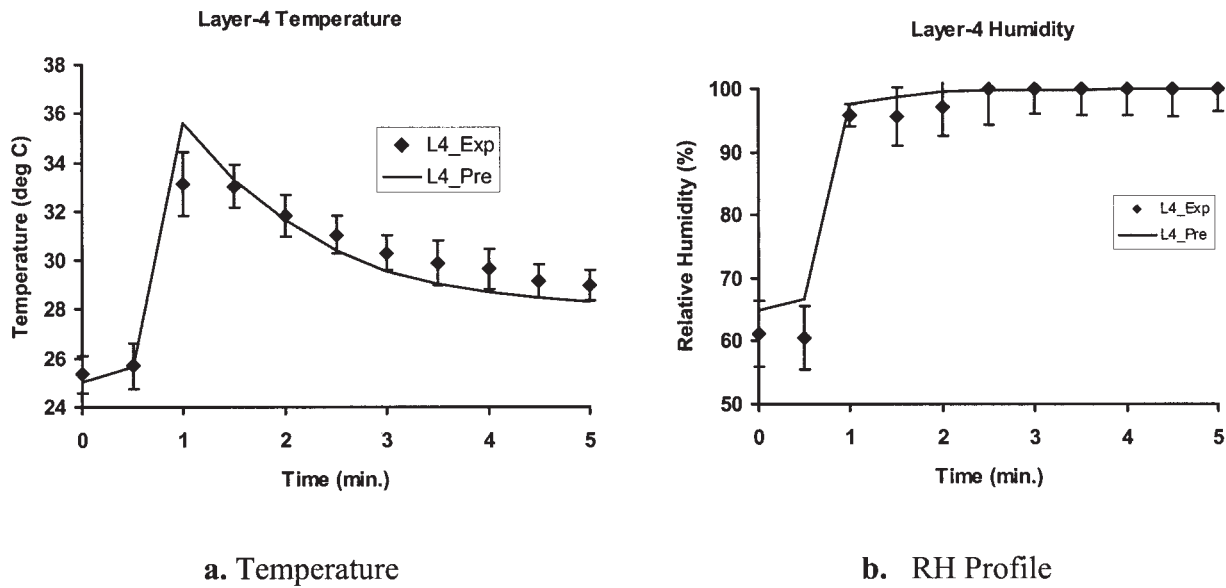 Layer-4 Temperature
38
36
34
32
30
28
26
24
Temperature (deg C)
L4_Exp
L4_Pre
0 1 2 3 4 5
Time (min.)
a. Temperature
Layer-4 Humidity
100
90
80
70
60
50
Relative Humidity (%)
L4_Exp
L4_Pre
0 1 2 3 4 5
Time (min.)
b. RH Profile